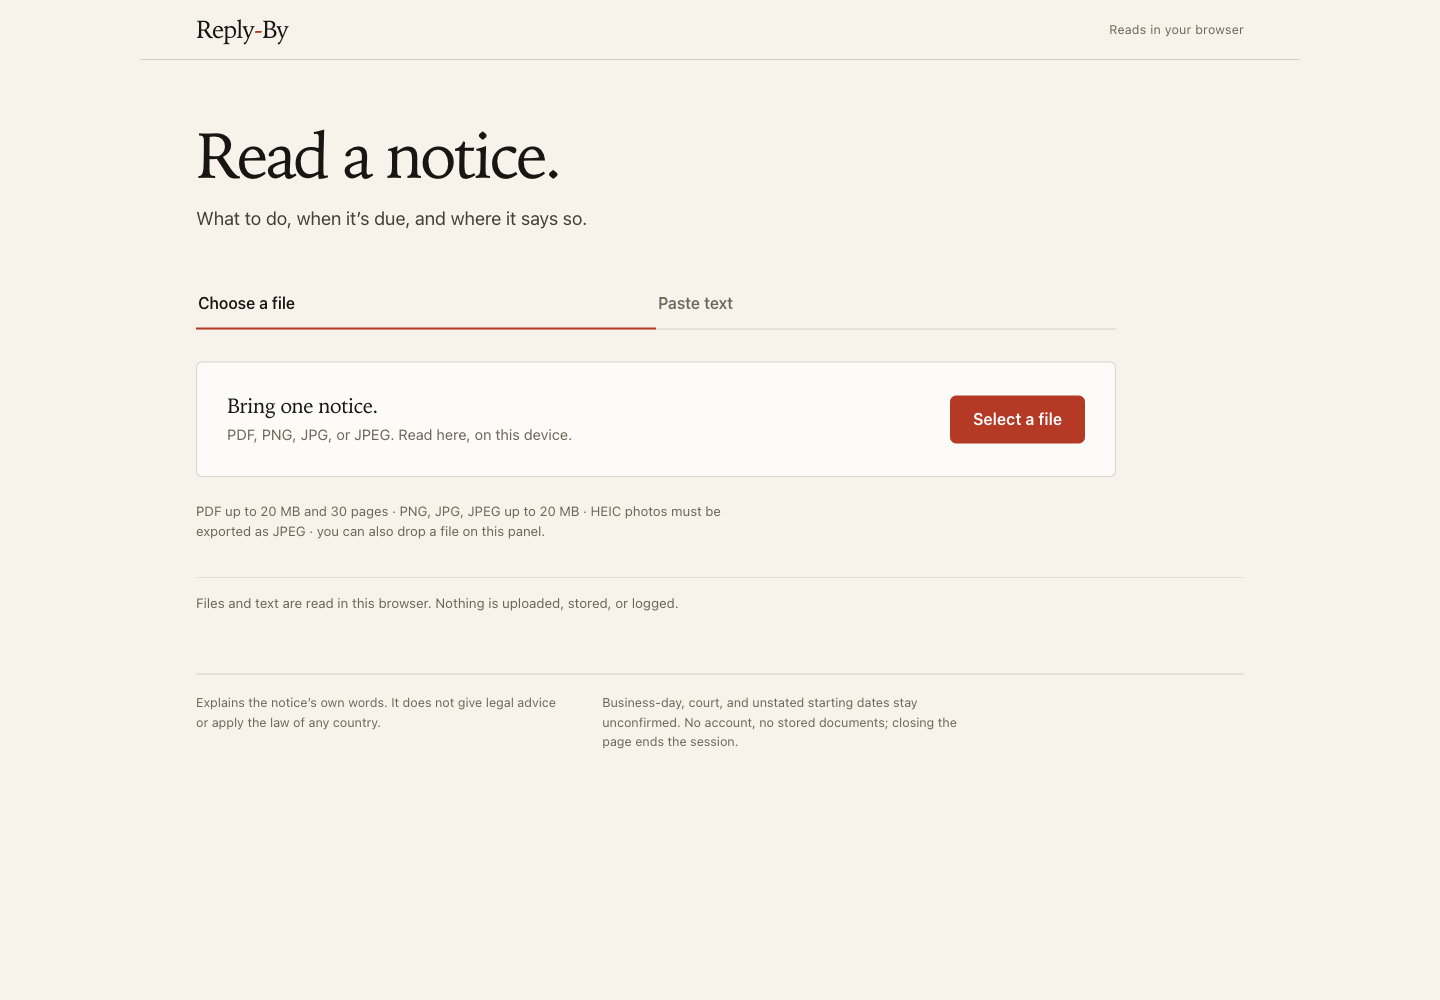 Reply-By
Reads in your browser
Read a notice.
What to do, when it’s due, and where it says so.
Choose a file
Paste text
Bring one notice.
PDF, PNG, JPG, or JPEG. Read here, on this device.
Select a file
PDF up to 20 MB and 30 pages · PNG, JPG, JPEG up to 20 MB · HEIC photos must be
exported as JPEG · you can also drop a file on this panel.
Files and text are read in this browser. Nothing is uploaded, stored, or logged.
Explains the notice’s own words. It does not give legal advice
or apply the law of any country.
Business-day, court, and unstated starting dates stay
unconfirmed. No account, no stored documents; closing the
page ends the session.